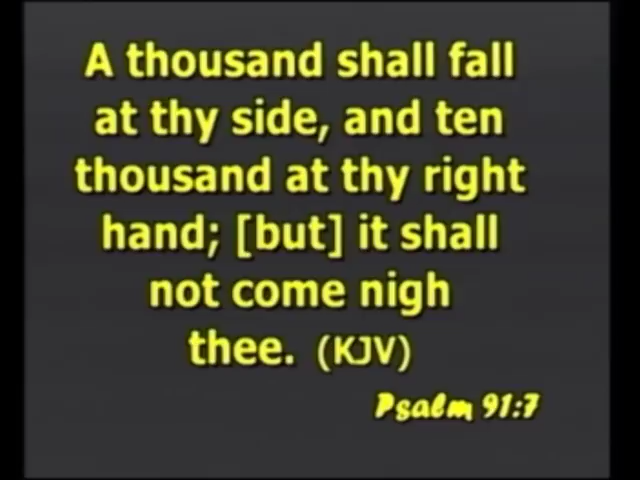 A thousand shall fall
at thy side, and ten
thousand at thy right
hand; [but] it shall
not come nigh
thee. (KJV)
Psalm 91:7